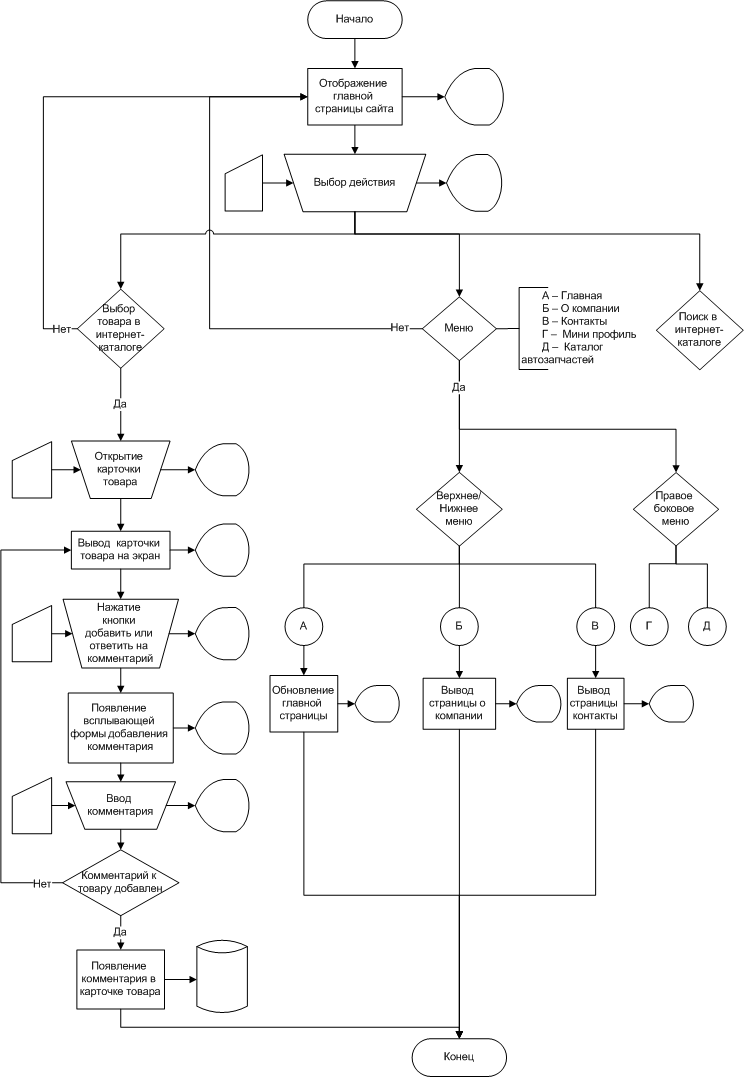 Начало
Отображение
главной
страницы сайта
Выбор действия
Выбор
товара в
интернет-
каталоге
Нет
Меню
Нет
А – Главная
Б – О компании
В – Контакты
Г – Мини профиль
Д – Каталог
автозапчастей
Поиск в
интернет-
каталоге
Да
Да
Открытие
карточки
товара
Верхнее/
Нижнее
меню
Правое
боковое
меню
Вывод карточки
товара на экран
Нажатие
кнопки
добавить или
ответить на
комментарий
А
Б
В
Г
Д
Обновление
главной
страницы
Вывод
страницы о
компании
Вывод
страницы
контакты
Появление
всплывающей
формы добавления
комментария
Ввод
комментария
Комментарий к
товару добавлен
Нет
Да
Появление
комментария в
карточке товара
Конец